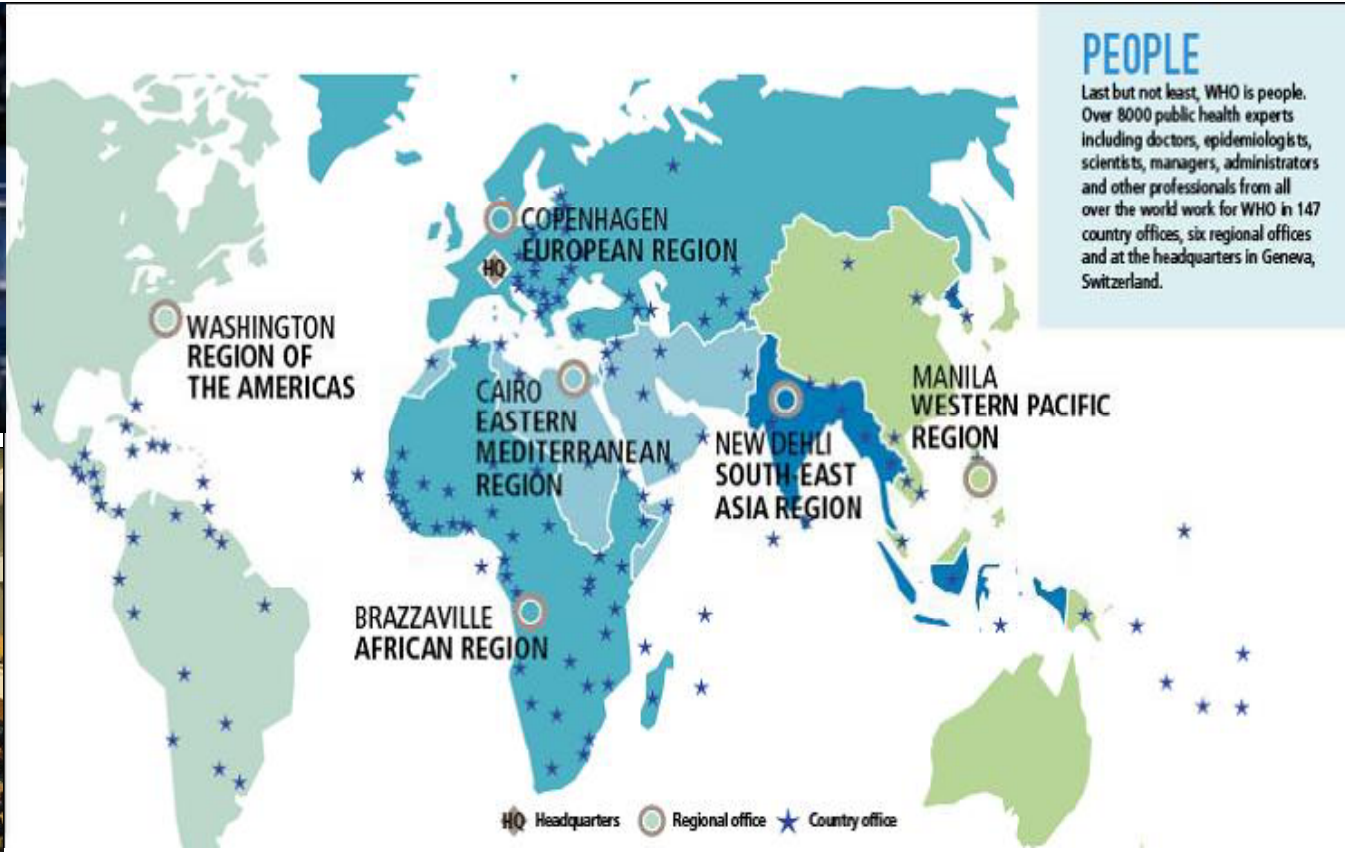 PEOPLE
Last but not least, WHO is people.
Over 8000 public health experts
including doctors, epidemiologists,
scientists, managers, administrators
and other professionals from all
over the world work for WHO in 147
country offices, six regional offices
and at the headquarters in Geneva,
Switzerland.
COPENHAGEN
EUROPEAN REGION
HQ
WASHINGTON
REGION OF
THE AMERICAS
CAIRO
EASTERN
MEDITERRANEAN
REGION
NEW DEHLI
SOUTH-EAST
ASIA REGION
MANILA
WESTERN PACIFIC
REGION
BRAZZAVILLE
AFRICAN REGION
HQ Headquarters Regional office Country office